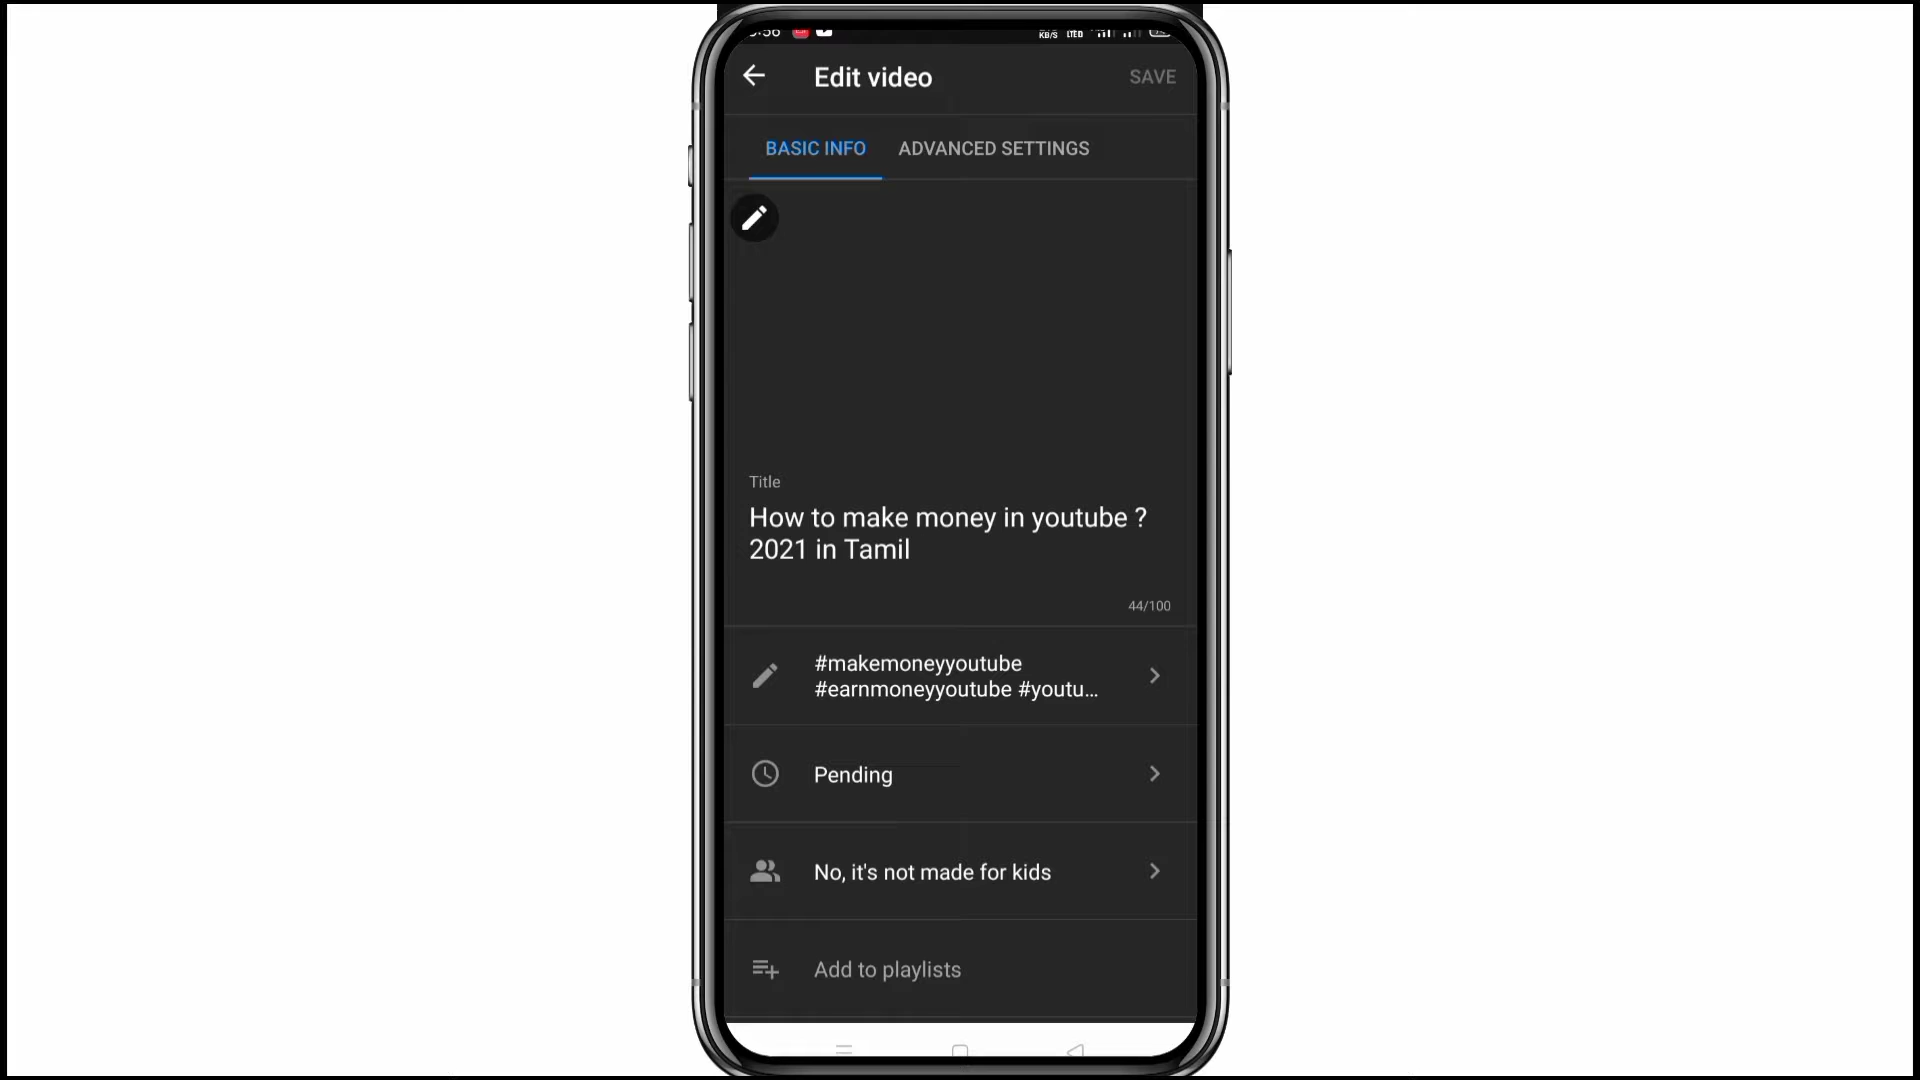 KB/S
Edit video
SAVE
BASIC INFO
ADVANCED SETTINGS
Title
How to make money in youtube ?
2021 in Tamil
44/100
#makemoneyyoutube
#earnmoneyyoutube #youtu...
Pending
No, it's not made for kids
Add to playlists